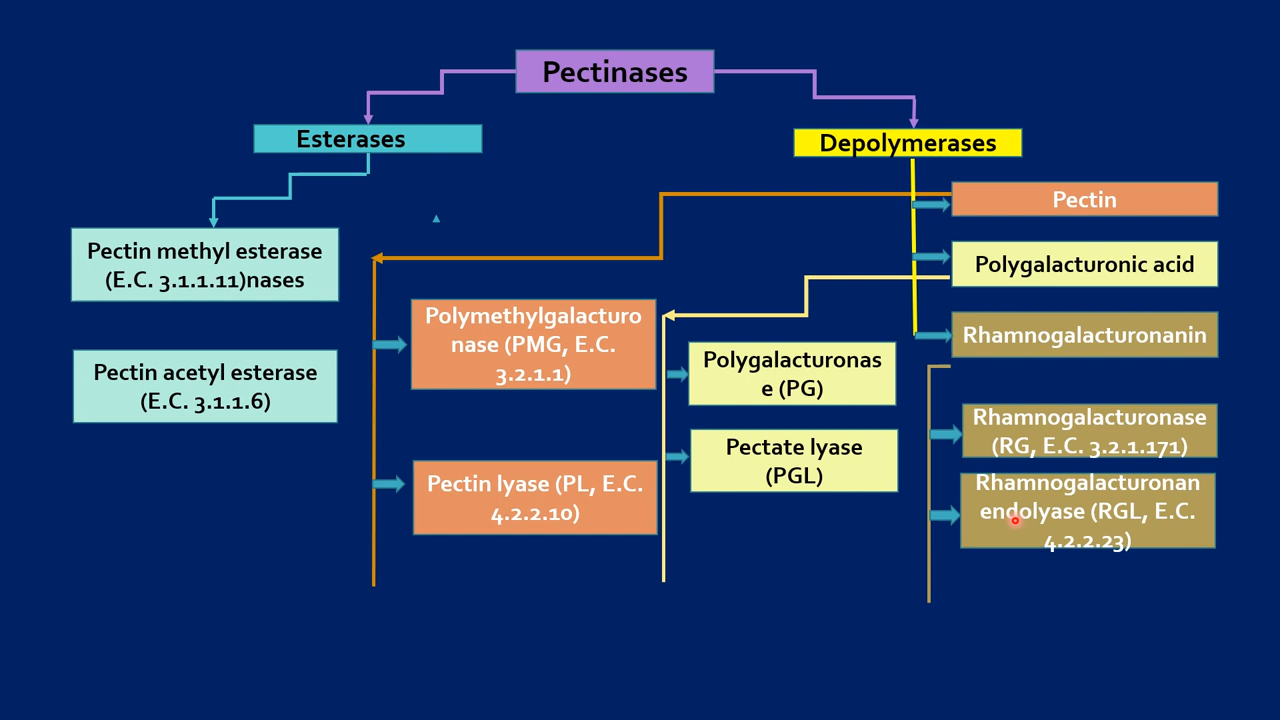 Pectinases
Esterases
Depolymerases
Pectin methyl esterase
(E.C. 3.1.1.11)nases
Pectin acetyl esterase
(E.C. 3.1.1.6)
Pectin
Polygalacturonic acid
Rhamnogalacturonanin
Polymethylgalacturo
nase (PMG, E.C.
3.2.1.1)
Pectin lyase (PL, E.C.
4.2.2.10)
Polygalacturonas
e (PG)
Pectate lyase
(PGL)
Rhamnogalacturonase
(RG, E.C. 3.2.1.171)
Rhamnogalacturonan
endolyase (RGL, E.C.
4.2.2.23)